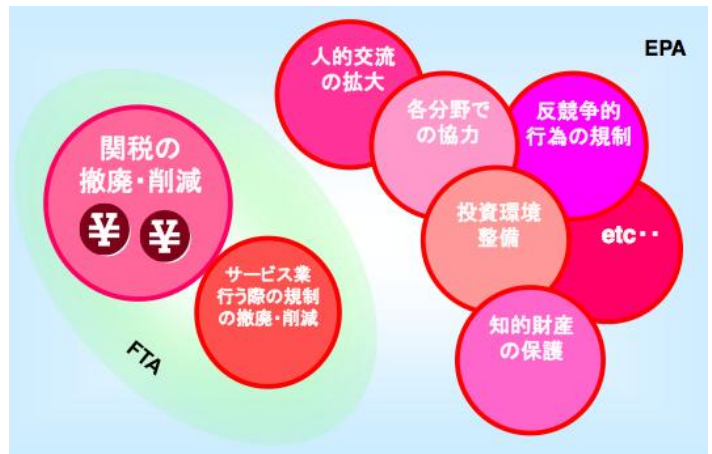 EPA
人的交流
の拡大
各分野で
の協力
反競争的
行為の規制
関税の
撤廃・削減
¥ ¥
投資環境
整備
etc・・
サービス業
行う際の規制
の撤廃・削減
知的財産
の保護
FTA